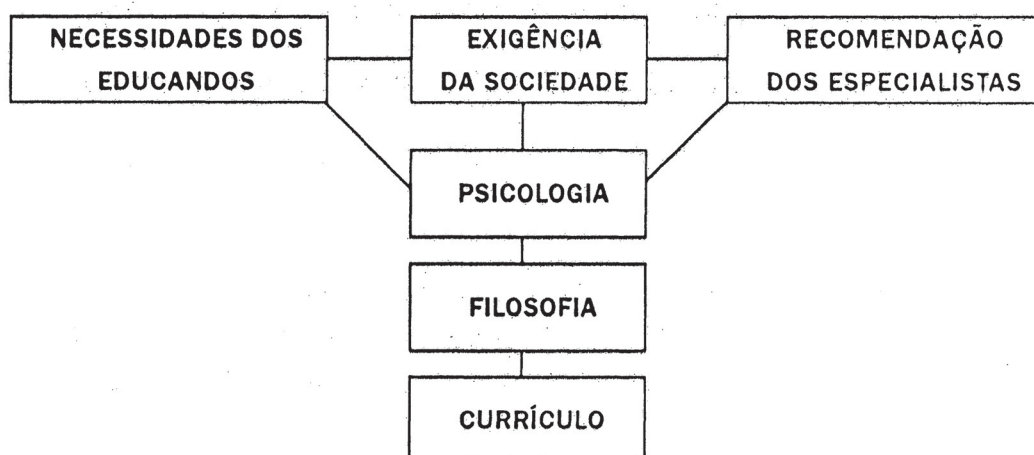 NECESSIDADES DOS
EDUCANDOS
EXIGÊNCIA
DA SOCIEDADE
RECOMENDAÇÃO
DOS ESPECIALISTAS
PSICOLOGIA
FILOSOFIA
CURRÍCULO